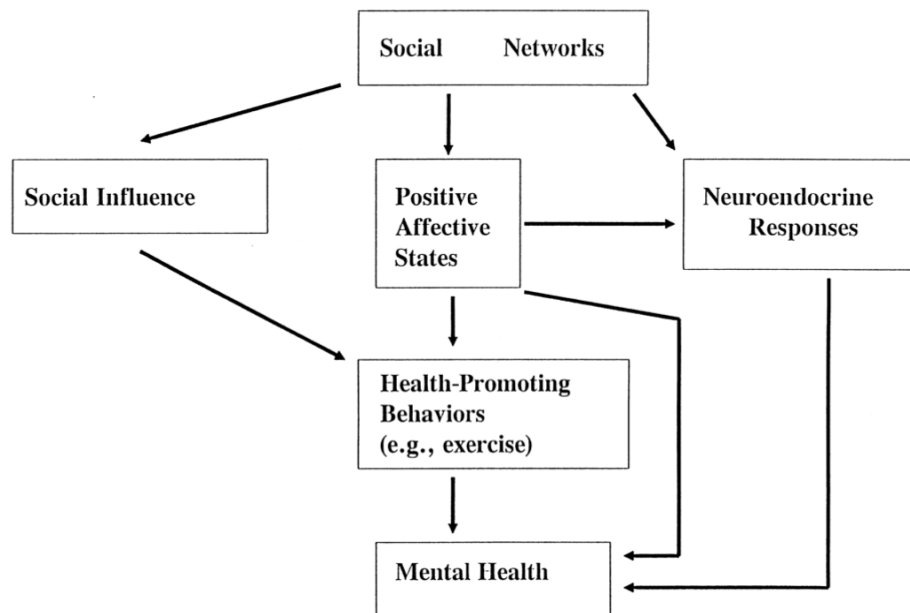 Social Networks
Social Influence
Positive
Affective
States
Neuroendocrine
Responses
Health-Promoting
Behaviors
(e.g., exercise)
Mental Health